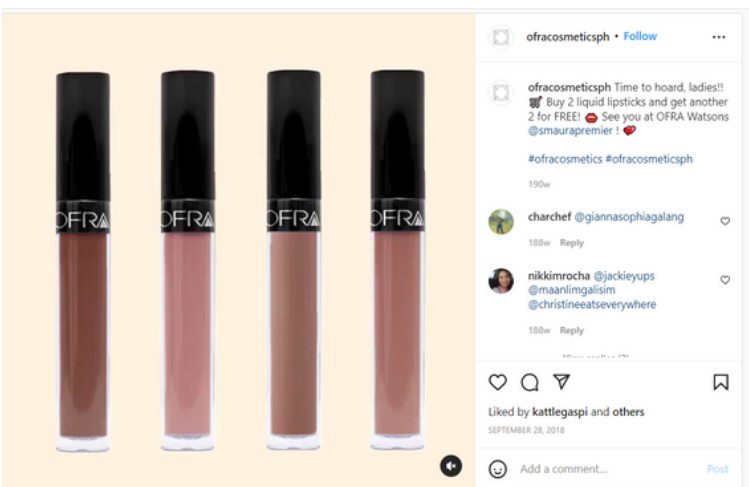 ofracosmeticsph • Follow
ofracosmeticsph Time to hoard, ladies!!
Buy 2 liquid lipsticks and get another
2 for FREE! 👄 See you at OFRA Watsons
@smaurapremier ! 💘
#ofracosmetics #ofracosmeticsph
190w
charchef @giannasophiagalang
188w Reply
nikkimrocha @jackieyups
@maanlimgalisim
@christineeatseverywhere
188w Reply
OFRA
OFRA
OFRA
OFRA
Liked by kattlegaspi and others
SEPTEMBER 28, 2018
Add a comment...
Post